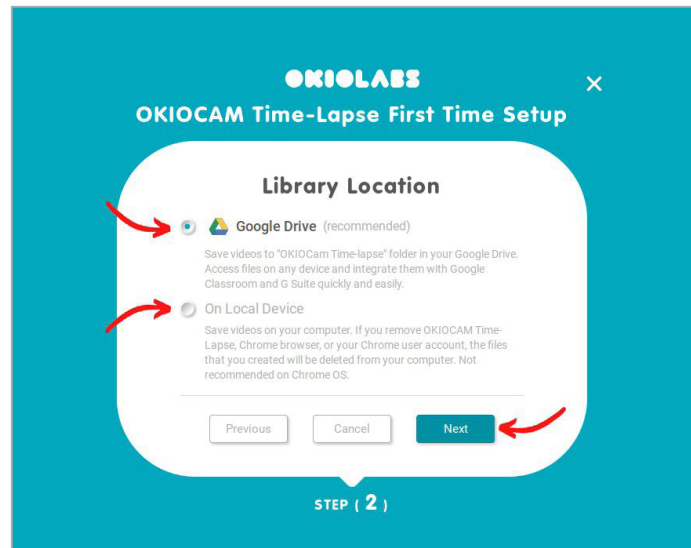 OKIOLABS
OKIOCAM Time-Lapse First Time Setup
Library Location
Google Drive (recommended)
Save videos to "OKIOCam Time-lapse" folder in your Google Drive.
Access files on any device and integrate them with Google
Classroom and G Suite quickly and easily.
On Local Device
Save videos on your computer. If you remove OKIOCAM Time-
Lapse, Chrome browser, or your Chrome user account, the files
that you created will be deleted from your computer. Not
recommended on Chrome OS.
Previous Cancel Next
STEP ( 2 )